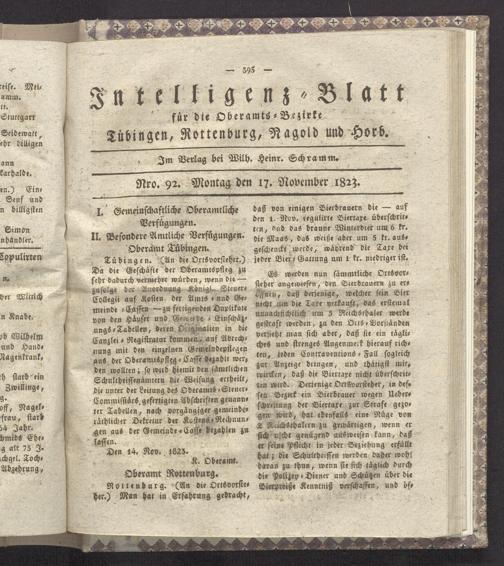 — 395 —
Intelligenz-Blatt
für die Oberamts-Bezirke
Tübingen, Rottenburg, Nagold und Horb.
Im Verlag bei Wilh. Heinr. Schramm.
Nro. 92. Montag den 17. November 1823.
I. Gemeinschaftliche Oberamtliche
Verfügungen.
II. Besondere Amtliche Verfügungen.
Oberamt Tübingen.
Tübingen. (An die Ortsvorsteher.)
Da die Geschäfte der Oberamtspfleg zu
sehr dadurch vermehrt würden, wenn die —
zufolge der Anordnung Königl. Steuer-
Collegii auf Kosten der Amts- und Ge-
meinde-Cassen — zu fertigenden Duplikate
von den Häuser und Gewerbe-Einschäz-
ungs-Tabellen, deren Originalien in die
Canzlei-Registratur kommen, auf Abrech-
nung mit den einzelnen Gemeindepflegen
aus der Oberamtspfleg-Casse bezahlt wer-
den wollten; so wird hiemit den sämtlichen
Schultheissenämtern die Weisung ertheilt,
die unter der Leitung des Oberamts-Steuer-
Commissärs, gefertigten Abschriften genann-
ter Tabellen, nach vorgängiger gemeinde-
räthlicher Dekretur der Kostens-Rechnun-
gen aus der Gemeinde-Casse bezahlen zu
lassen.
Den 14. Nov. 1823.
K. Oberamt.
Oberamt Rottenburg.
Rottenburg. (An die Ortsvorste-
her.) Man hat in Erfahrung gebracht,
daß von einigen Bierbrauern die — auf
den 1. Nov. regulirte Biertaxe überschrit-
ten, und das braune Winterbier um 6 kr.
die Maas, das weiße aber um 5 kr. aus-
geschenkt werde, während die Taxe bei
jeder Bier-Gattung um 1 kr. niedriger ist.
Es werden nun sämmtliche Ortsvor-
steher angewiesen, den Bierbrauern zu er-
öffnen, daß derjenige, welcher sein Bier
nicht um die Taxe verkauft, das erstemal
unnachsichtlich um 5 Reichsthaler werde
gestraft werden; zu den Orts-Vorständen
versieht man sich aber, daß sie ein tägli-
ches und strenges Augenmerk hierauf rich-
ten, jeden Contraventions-Fall sogleich
zur Anzeige bringen, und thätigst mit-
wirken, daß die Biertaxe nicht überschrit-
ten wird. Derjenige Ortsvorsteher, in des-
sen Bezirk ein Bierbrauer wegen Ueber-
schreitung der Biertaxe zur Strafe gezo-
gen wird, hat ebenfalls eine Rüge von
Reichsthalern zu gewärtigen, wenn er
sich nicht genügend ausweisen kann, daß
er seine Pflicht in jeder Beziehung erfüllt
hat; die Schultheissen werden daher wohl
daran zu thun, wenn sie sich täglich durch
die Polizey-Diener und Schützen über die
Bierpreiße Kenntniß verschaffen, und öf-